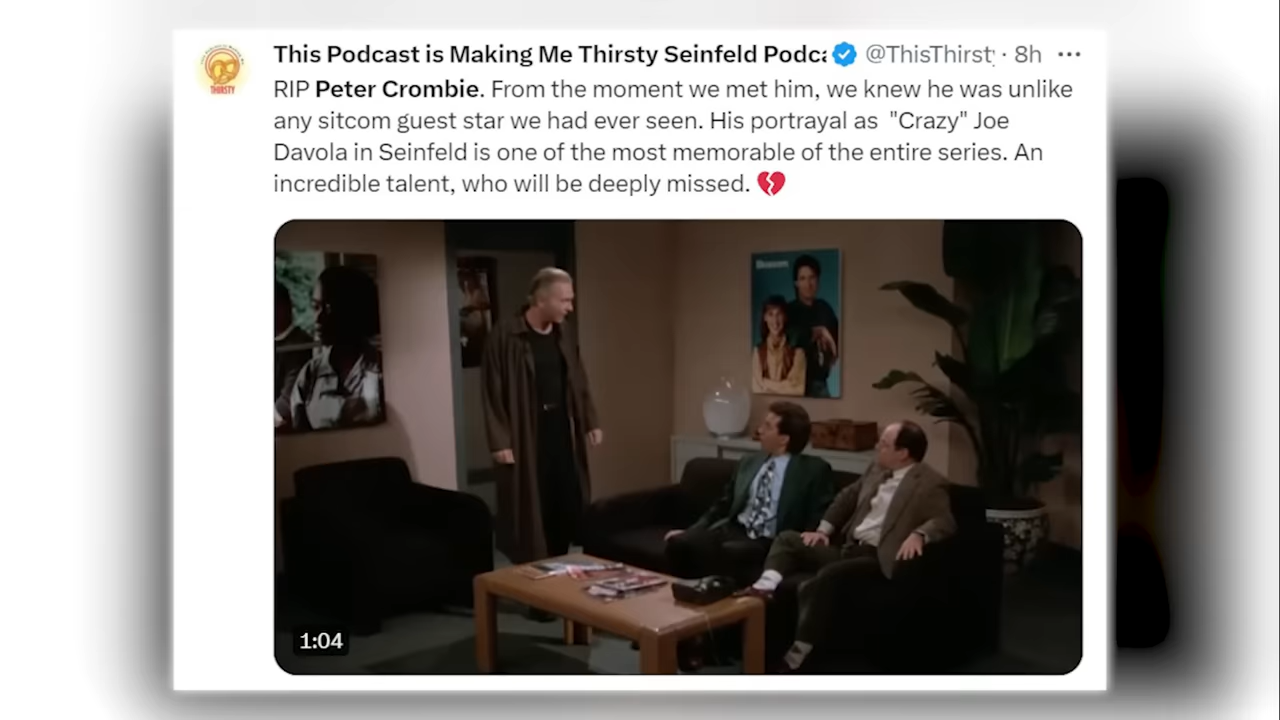 This Podcast is Making Me Thirsty Seinfeld Podca @ThisThirst · 8h
RIP Peter Crombie. From the moment we met him, we knew he was unlike
any sitcom guest star we had ever seen. His portrayal as "Crazy" Joe
Davola in Seinfeld is one of the most memorable of the entire series. An
incredible talent, who will be deeply missed. 💔
THIRSTY
Blossom
1:04